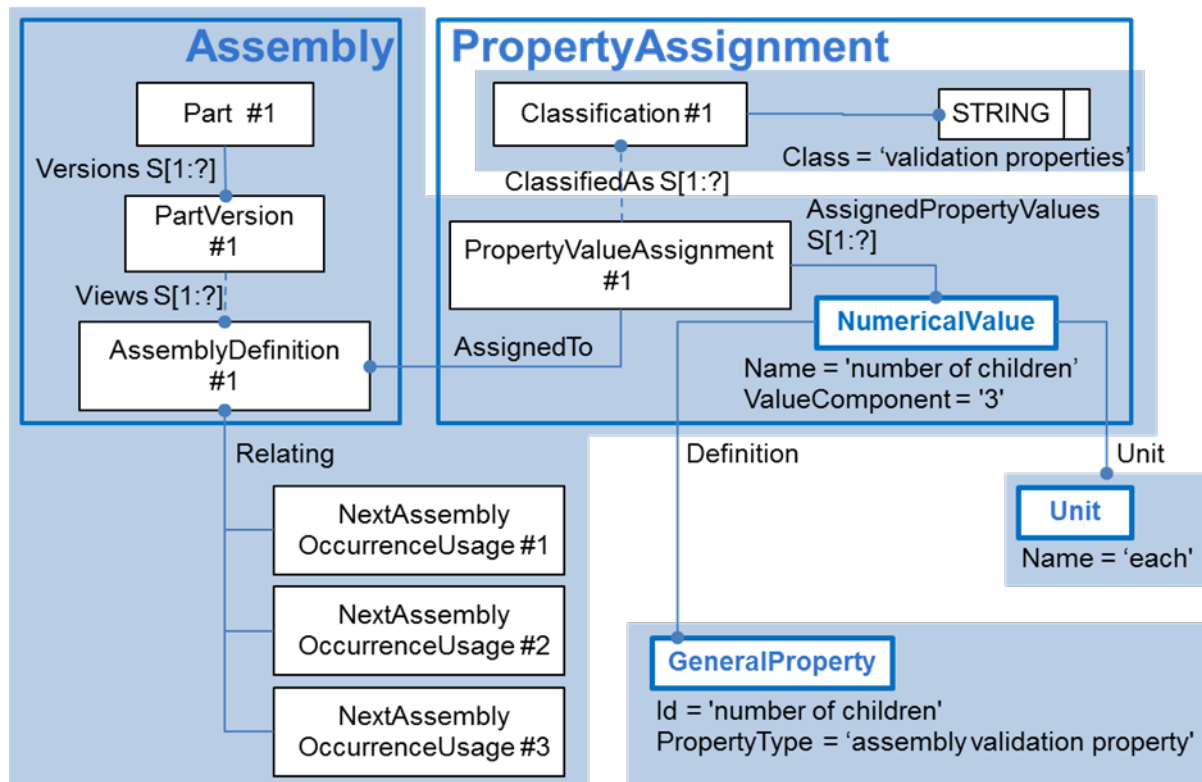 Assembly
PropertyAssignment
Part #1
Versions S[1:?]
PartVersion
#1
Views S[1:?]
AssemblyDefinition
#1
Relating
NextAssembly
OccurrenceUsage #1
NextAssembly
OccurrenceUsage #2
NextAssembly
OccurrenceUsage #3
Classification #1
STRING
Class = ‘validation properties’
ClassifiedAs S[1:?]
PropertyValueAssignment
#1
AssignedPropertyValues
S[1:?]
AssignedTo
NumericalValue
Name = 'number of children’
ValueComponent = '3'
Definition
Unit
Unit
Name = ‘each'
GeneralProperty
Id = 'number of children'
PropertyType = ‘assembly validation property'